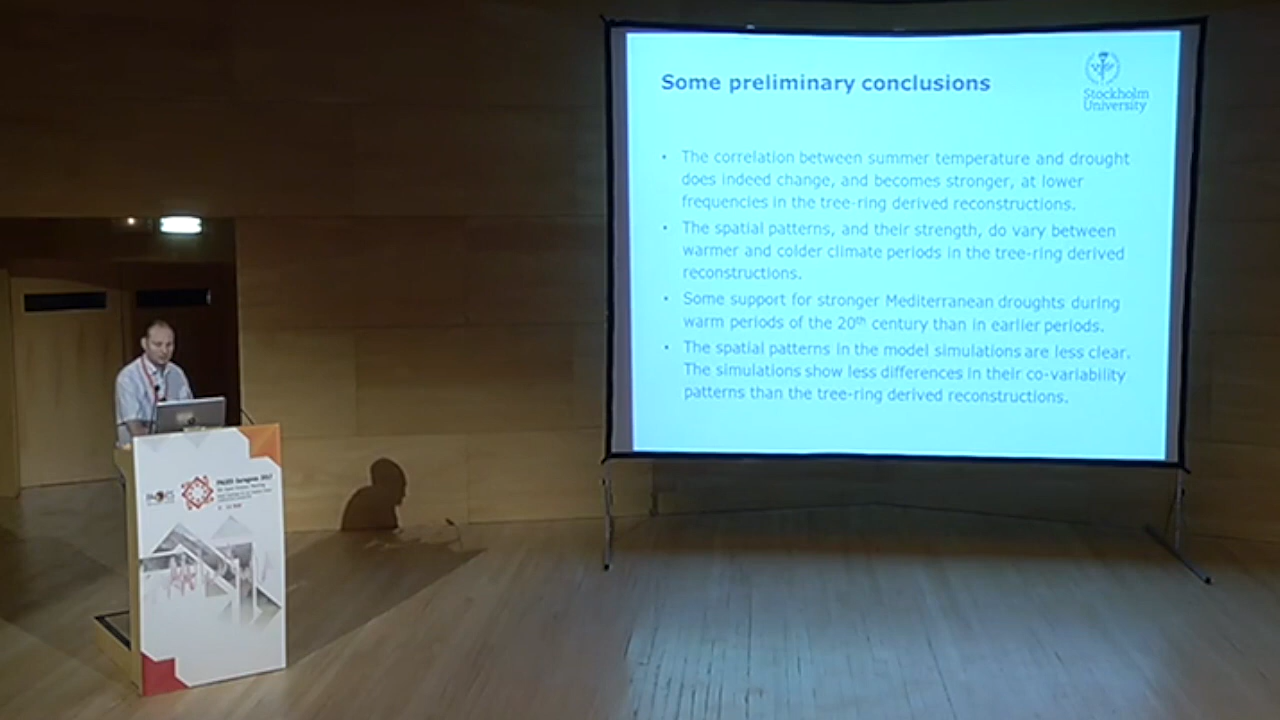 Some preliminary conclusions
Stockholm
University
• The correlation between summer temperature and drought
does indeed change, and becomes stronger, at lower
frequencies in the tree-ring derived reconstructions.
• The spatial patterns, and their strength, do vary between
warmer and colder climate periods in the tree-ring derived
reconstructions.
• Some support for stronger Mediterranean droughts during
warm periods of the 20th century than in earlier periods.
• The spatial patterns in the model simulations are less clear.
The simulations show less differences in their co-variability
patterns than the tree-ring derived reconstructions.
PAGES Zaragoza 2017